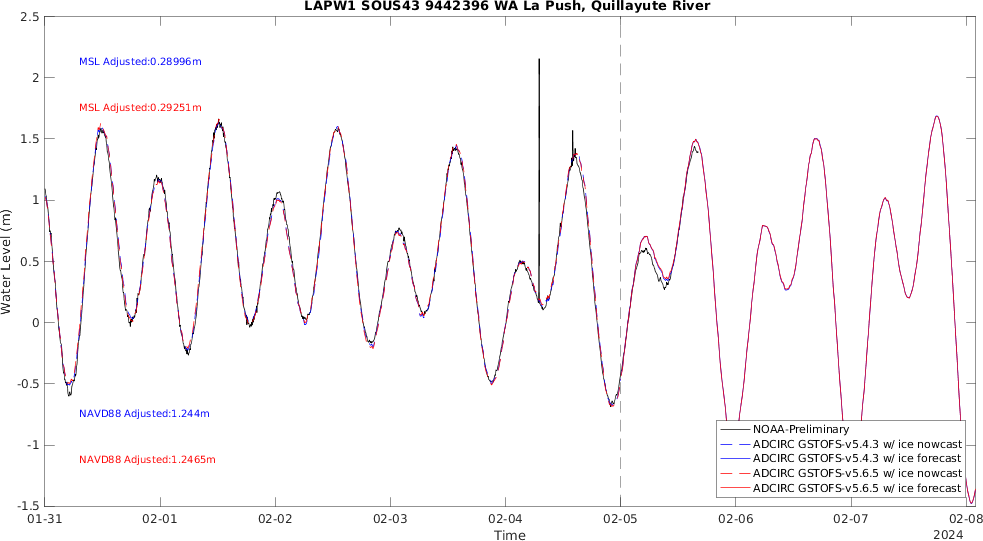 LAPW1 SOUS43 9442396 WA La Push, Quillayute River
2.5
2
1.5
1
0.5
0
-0.5
-1
-1.5
Water Level (m)
MSL Adjusted:0.28996m
MSL Adjusted:0.29251m
NAVD88 Adjusted:1.244m
NAVD88 Adjusted:1.2465m
NOAA-Preliminary
ADCIRC GSTOFS-v5.4.3 w/ ice nowcast
ADCIRC GSTOFS-v5.4.3 w/ ice forecast
ADCIRC GSTOFS-v5.6.5 w/ ice nowcast
ADCIRC GSTOFS-v5.6.5 w/ ice forecast
01-31 02-01 02-02 02-03 02-04 02-05 02-06 02-07 02-08
Time
2024